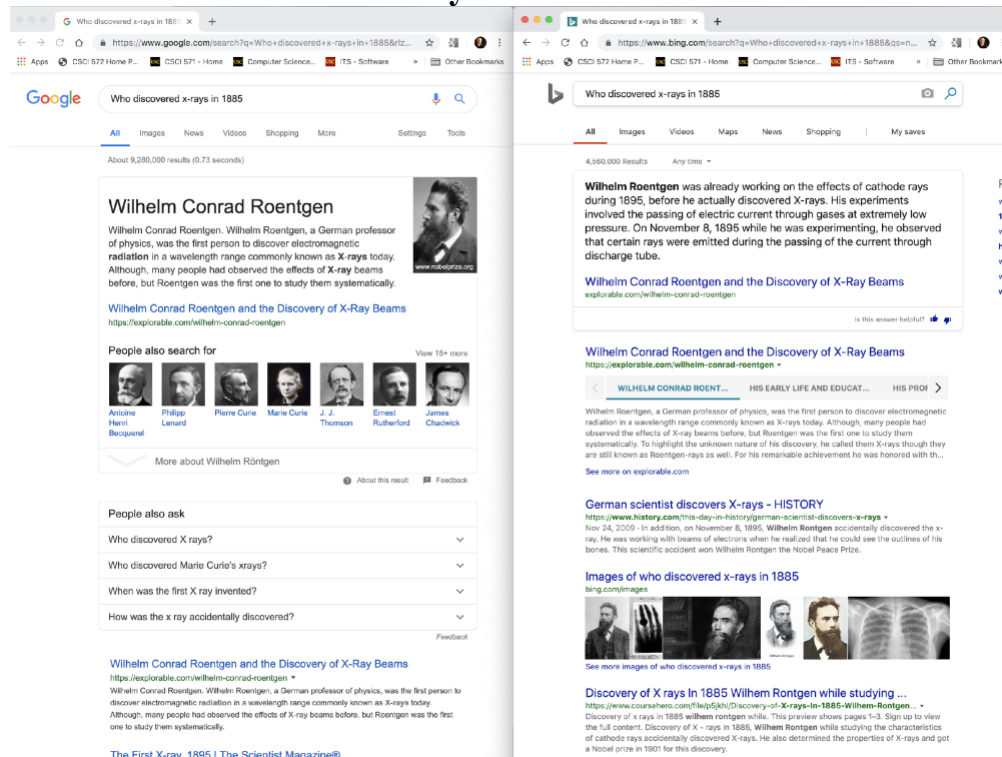 Who discovered x-rays in 188
https://www.google.com/search?q=Who+discovered+x-rays+in+1885&rlz...
Apps CSCI 572 Home P... CSCI 571 - Home Computer Science... ITS - Software » Other Bookmarks
Google
Who discovered x-rays in 1885
All Images News Videos Shopping More Settings Tools
About 9,280,000 results (0.73 seconds)
Wilhelm Conrad Roentgen
Wilhelm Conrad Roentgen. Wilhelm Roentgen, a German professor
of physics, was the first person to discover electromagnetic
radiation in a wavelength range commonly known as X-rays today.
Although, many people had observed the effects of X-ray beams
before, but Roentgen was the first one to study them systematically.
www.nobelprize.org
Wilhelm Conrad Roentgen and the Discovery of X-Ray Beams
https://explorable.com/wilhelm-conrad-roentgen
People also search for
View 15+ more
Antoine Henri Becquerel
Philipp Lenard
Pierre Curie
Marie Curie
J. J. Thomson
Ernest Rutherford
James Chadwick
More about Wilhelm Röntgen
About this result Feedback
People also ask
Who discovered X rays?
Who discovered Marie Curie's xrays?
When was the first X ray invented?
How was the x ray accidentally discovered?
Feedback
Wilhelm Conrad Roentgen and the Discovery of X-Ray Beams
https://explorable.com/wilhelm-conrad-roentgen
Wilhelm Conrad Roentgen. Wilhelm Roentgen, a German professor of physics, was the first person to
discover electromagnetic radiation in a wavelength range commonly known as X-rays today.
Although, many people had observed the effects of X-ray beams before, but Roentgen was the first
one to study them systematically.
The First X-ray, 1895 | The Scientist Magazine®
Who discovered x-rays in 188
https://www.bing.com/search?q=Who+discovered+x-rays+in+1885&qs=n...
Apps CSCI 572 Home P... CSCI 571 - Home Computer Science... ITS - Software » Other Bookmark
Who discovered x-rays in 1885
All Images Videos Maps News Shopping | My saves
4,560,000 Results Any time
Wilhelm Roentgen was already working on the effects of cathode rays
during 1895, before he actually discovered X-rays. His experiments
involved the passing of electric current through gases at extremely low
pressure. On November 8, 1895 while he was experimenting, he observed
that certain rays were emitted during the passing of the current through
discharge tube.
Wilhelm Conrad Roentgen and the Discovery of X-Ray Beams
explorable.com/wilhelm-conrad-roentgen
Is this answer helpful?
Wilhelm Conrad Roentgen and the Discovery of X-Ray Beams
https://explorable.com/wilhelm-conrad-roentgen
WILHELM CONRAD ROENT... HIS EARLY LIFE AND EDUCAT... HIS PROF
Wilhelm Roentgen, a German professor of physics, was the first person to discover electromagnetic
radiation in a wavelength range commonly known as X-rays today. Although, many people had
observed the effects of X-ray beams before, but Roentgen was the first one to study them
systematically. To highlight the unknown nature of his discovery, he called them X-rays though they
are still known as Roentgen-rays as well. For his remarkable achievement he was honored with th...
See more on explorable.com
German scientist discovers X-rays - HISTORY
https://www.history.com/this-day-in-history/german-scientist-discovers-x-rays
Nov 24, 2009 · In addition, on November 8, 1895, Wilhelm Rontgen accidentally discovered the x-
ray. He was working with beams of electrons when he realized that he could see the outlines of his
bones. This scientific accident won Wilhelm Rontgen the Nobel Peace Prize.
Images of who discovered x-rays in 1885
bing.com/images
See more images of who discovered x-rays in 1885
Discovery of X rays In 1885 Wilhem Rontgen while studying ...
https://www.coursehero.com/file/p5jkhl/Discovery-of-X-rays-In-1885-Wilhem-Rontgen...
Discovery of x rays in 1885 wilhem rontgen while. This preview shows pages 1–3. Sign up to view
the full content. Discovery of X - rays in 1885, Wilhem Rontgen while studying the characteristics
of cathode rays accidentally discovered X-rays. He also determined the properties of X-rays and got
a Nobel prize in 1901 for this discovery.